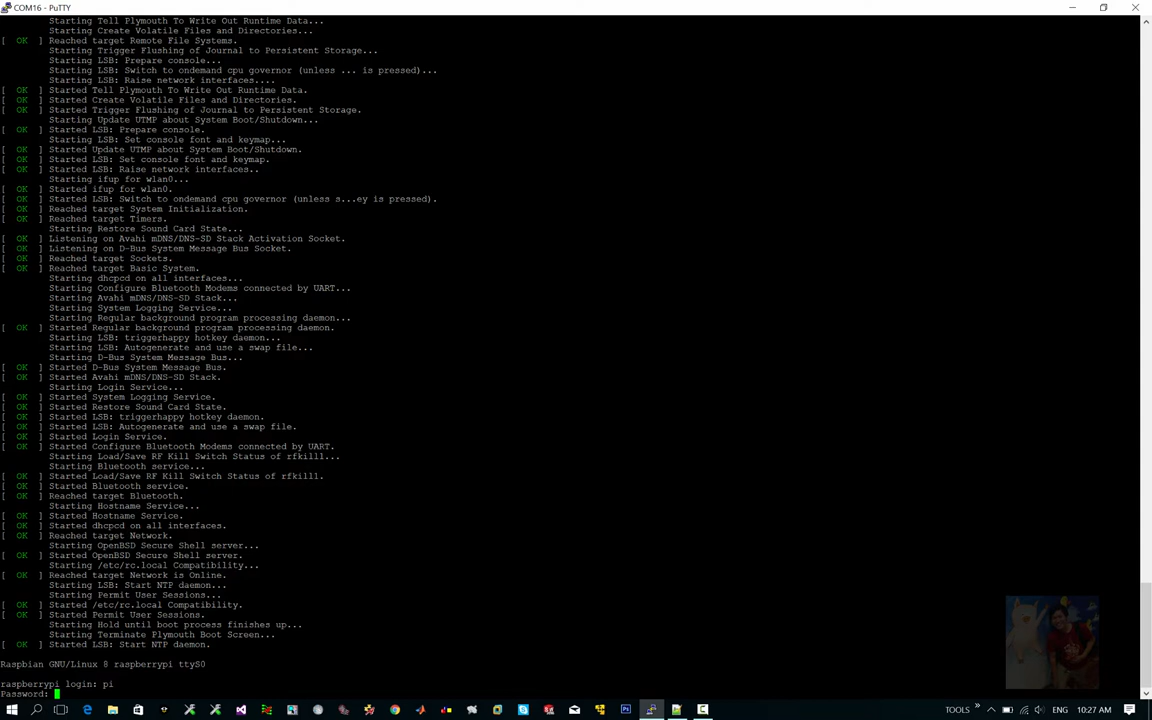 COM16 - PuTTY
Starting Tell Plymouth To Write Out Runtime Data...
Starting Create Volatile Files and Directories...
[  OK  ] Reached target Remote File Systems.
Starting Trigger Flushing of Journal to Persistent Storage...
Starting LSB: Prepare console...
Starting LSB: Switch to ondemand cpu governor (unless ... is pressed)...
Starting LSB: Raise network interfaces....
[  OK  ] Started Tell Plymouth To Write Out Runtime Data.
[  OK  ] Started Create Volatile Files and Directories.
[  OK  ] Started Trigger Flushing of Journal to Persistent Storage.
Starting Update UTMP about System Boot/Shutdown...
[  OK  ] Started LSB: Prepare console.
Starting LSB: Set console font and keymap...
[  OK  ] Started Update UTMP about System Boot/Shutdown.
[  OK  ] Started LSB: Set console font and keymap.
[  OK  ] Started LSB: Raise network interfaces..
Starting ifup for wlan0...
[  OK  ] Started ifup for wlan0.
[  OK  ] Started LSB: Switch to ondemand cpu governor (unless s...ey is pressed).
[  OK  ] Reached target System Initialization.
[  OK  ] Reached target Timers.
Starting Restore Sound Card State...
[  OK  ] Listening on Avahi mDNS/DNS-SD Stack Activation Socket.
[  OK  ] Listening on D-Bus System Message Bus Socket.
[  OK  ] Reached target Sockets.
[  OK  ] Reached target Basic System.
Starting dhcpcd on all interfaces...
Starting Configure Bluetooth Modems connected by UART...
Starting Avahi mDNS/DNS-SD Stack...
Starting System Logging Service...
Starting Regular background program processing daemon...
[  OK  ] Started Regular background program processing daemon.
Starting LSB: triggerhappy hotkey daemon...
Starting LSB: Autogenerate and use a swap file...
Starting D-Bus System Message Bus...
[  OK  ] Started D-Bus System Message Bus.
[  OK  ] Started Avahi mDNS/DNS-SD Stack.
Starting Login Service...
[  OK  ] Started System Logging Service.
[  OK  ] Started Restore Sound Card State.
[  OK  ] Started LSB: triggerhappy hotkey daemon.
[  OK  ] Started LSB: Autogenerate and use a swap file.
[  OK  ] Started Login Service.
[  OK  ] Started Configure Bluetooth Modems connected by UART.
Starting Load/Save RF Kill Switch Status of rfkill1...
Starting Bluetooth service...
[  OK  ] Started Load/Save RF Kill Switch Status of rfkill1.
[  OK  ] Started Bluetooth service.
[  OK  ] Reached target Bluetooth.
Starting Hostname Service...
[  OK  ] Started Hostname Service.
[  OK  ] Started dhcpcd on all interfaces.
[  OK  ] Reached target Network.
Starting OpenBSD Secure Shell server...
[  OK  ] Started OpenBSD Secure Shell server.
Starting /etc/rc.local Compatibility...
[  OK  ] Reached target Network is Online.
Starting LSB: Start NTP daemon...
Starting Permit User Sessions...
[  OK  ] Started /etc/rc.local Compatibility.
[  OK  ] Started Permit User Sessions.
Starting Hold until boot process finishes up...
Starting Terminate Plymouth Boot Screen...
[  OK  ] Started LSB: Start NTP daemon.
Raspbian GNU/Linux 8 raspberrypi ttyS0
raspberrypi login: pi
Password:
TOOLS » ENG 10:27 AM